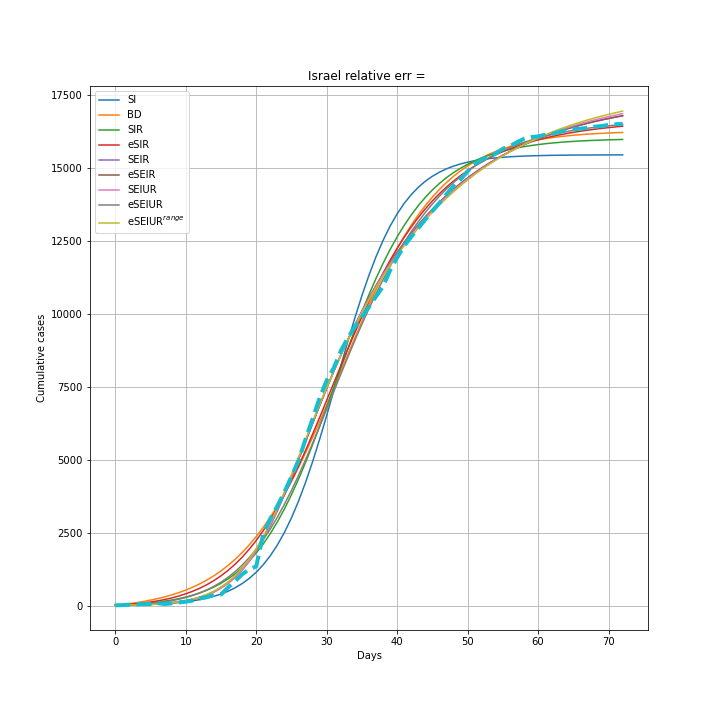 Israel relative err =
17500
15000
12500
10000
7500
5000
2500
0
Cumulative cases
SI
BD
SIR
eSIR
SEIR
eSEIR
SEIUR
eSEIUR
eSEIUR^range
0 10 20 30 40 50 60 70
Days